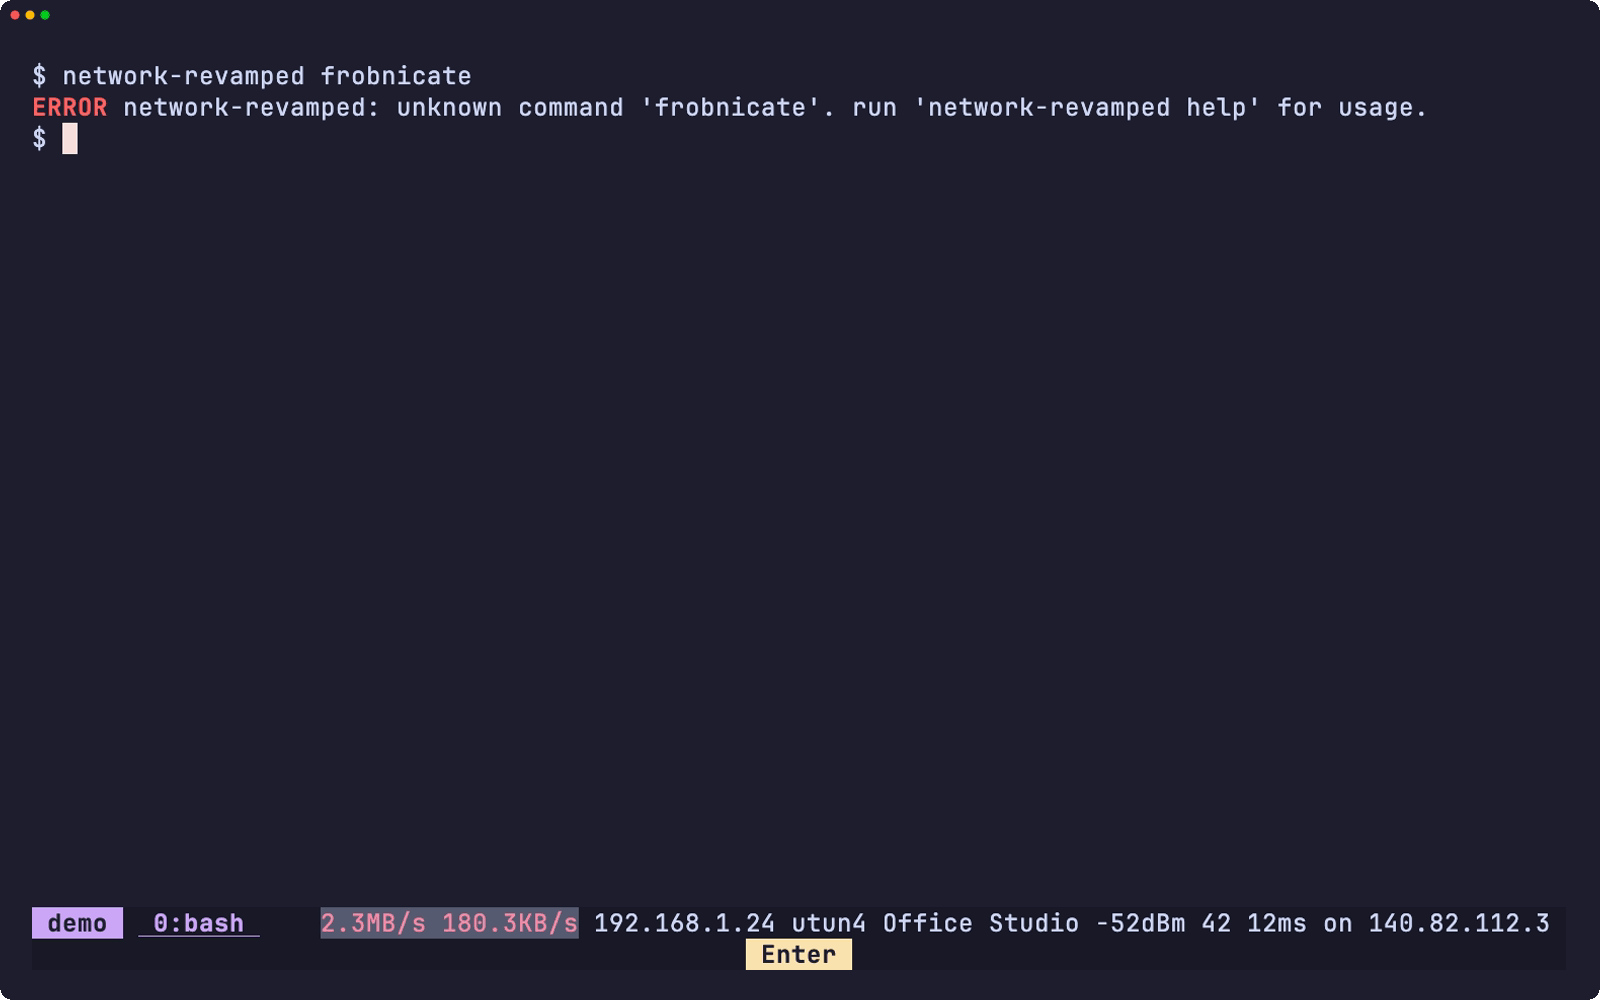 $ network-revamped frobnicate
ERROR network-revamped: unknown command 'frobnicate'. run 'network-revamped help' for usage.
$
demo 0:bash 2.3MB/s 180.3KB/s 192.168.1.24 utun4 Office Studio -52dBm 42 12ms on 140.82.112.3
Enter